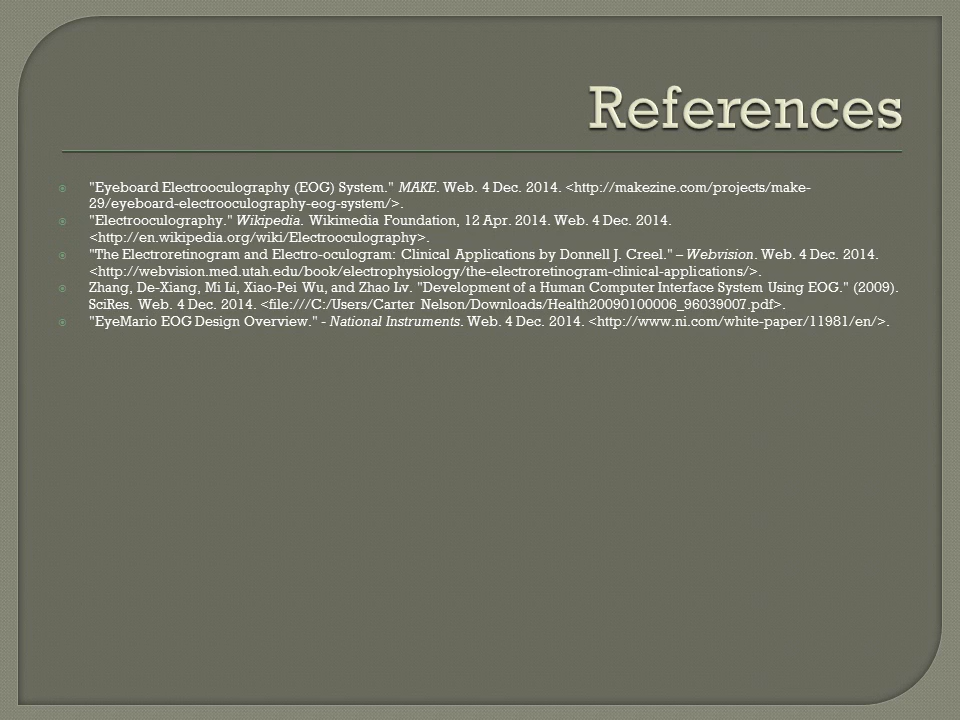 References
"Eyeboard Electrooculography (EOG) System." MAKE. Web. 4 Dec. 2014. <http://makezine.com/projects/make-
29/eyeboard-electrooculography-eog-system/>.
"Electrooculography." Wikipedia. Wikimedia Foundation, 12 Apr. 2014. Web. 4 Dec. 2014.
<http://en.wikipedia.org/wiki/Electrooculography>.
"The Electroretinogram and Electro-oculogram: Clinical Applications by Donnell J. Creel." – Webvision. Web. 4 Dec. 2014.
<http://webvision.med.utah.edu/book/electrophysiology/the-electroretinogram-clinical-applications/>.
Zhang, De-Xiang, Mi Li, Xiao-Pei Wu, and Zhao Lv. "Development of a Human Computer Interface System Using EOG." (2009).
SciRes. Web. 4 Dec. 2014. <file:///C:/Users/Carter Nelson/Downloads/Health20090100006_96039007.pdf>.
"EyeMario EOG Design Overview." - National Instruments. Web. 4 Dec. 2014. <http://www.ni.com/white-paper/11981/en/>.